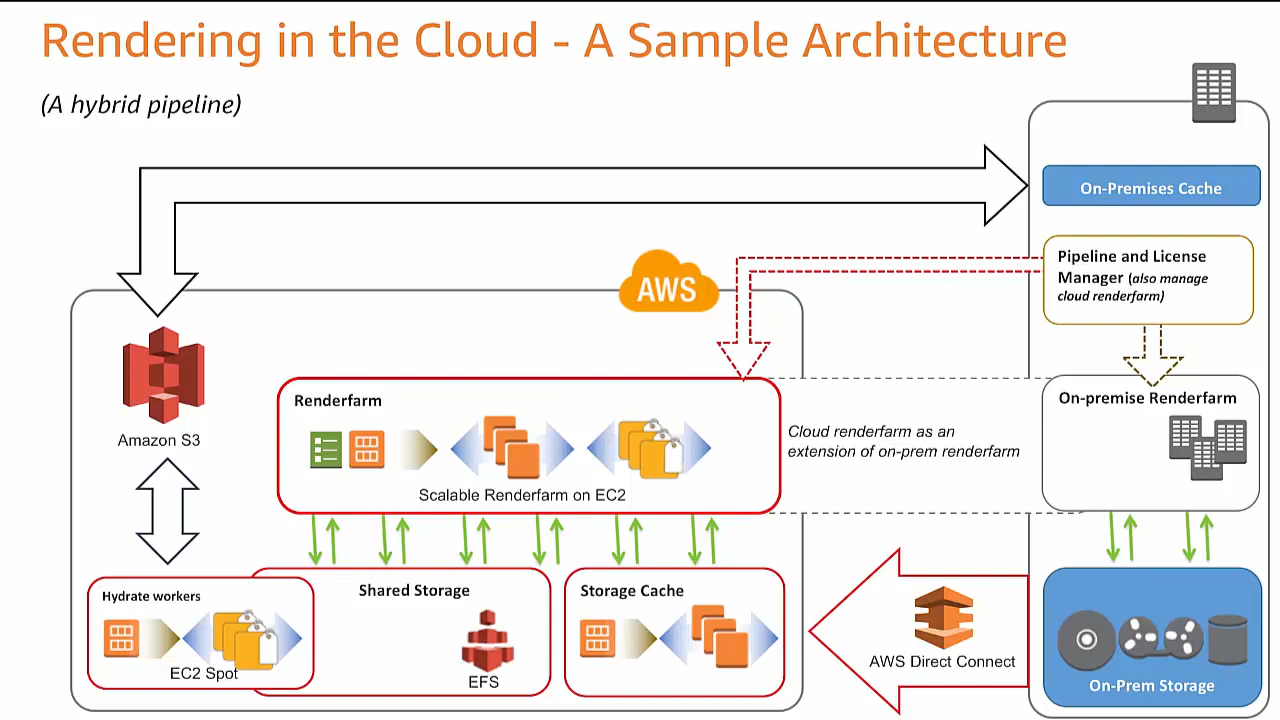 Rendering in the Cloud - A Sample Architecture
(A hybrid pipeline)
On-Premises Cache
Pipeline and License
Manager (also manage
cloud renderfarm)
AWS
Amazon S3
Renderfarm
Scalable Renderfarm on EC2
Cloud renderfarm as an
extension of on-prem renderfarm
On-premise Renderfarm
Hydrate workers
EC2 Spot
Shared Storage
EFS
Storage Cache
AWS Direct Connect
On-Prem Storage